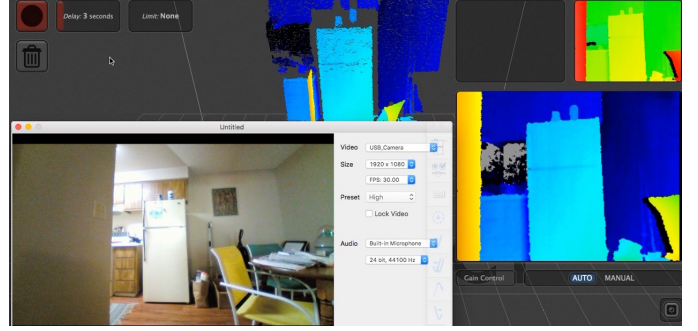 Delay: 3 seconds
Limit: None
Untitled
Video
USB_Camera
Size
1920 x 1080
FPS: 30.00
Preset
High
Lock Video
Audio
Built-in Microphone
24 bit, 44100 Hz
Gain Control
AUTO
MANUAL